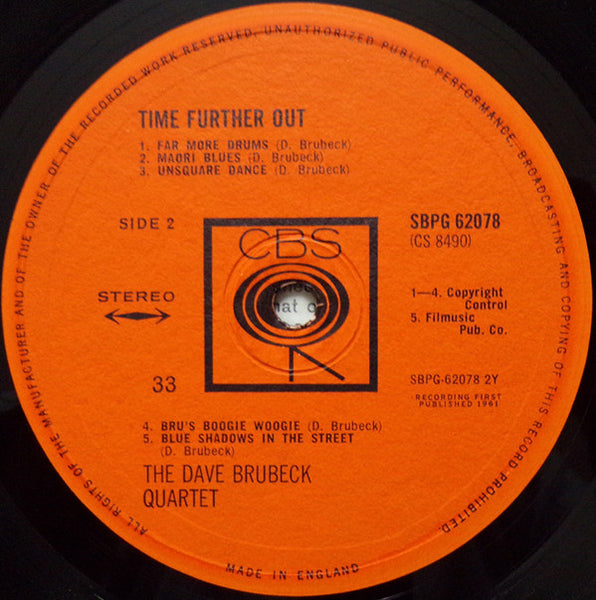 ALL RIGHTS OF THE MANUFACTURER AND OF THE OWNER OF THE RECORDED WORK RESERVED. UNAUTHORIZED PUBLIC PERFORMANCE, BROADCASTING AND COPYING OF THIS RECORD PROHIBITED.
TIME FURTHER OUT
1. FAR MORE DRUMS (D. Brubeck)
2. MAORI BLUES (D. Brubeck)
3. UNSQUARE DANCE (D. Brubeck)
SIDE 2
CBS
SBPG 62078
(CS 8490)
STEREO
1—4. Copyright
Control
5. Filmusic
Pub. Co.
33
SBPG-62078 2Y
RECORDING FIRST
PUBLISHED 1961
4. BRU'S BOOGIE WOOGIE (D. Brubeck)
5. BLUE SHADOWS IN THE STREET
(D. Brubeck)
THE DAVE BRUBECK
QUARTET
MADE IN ENGLAND